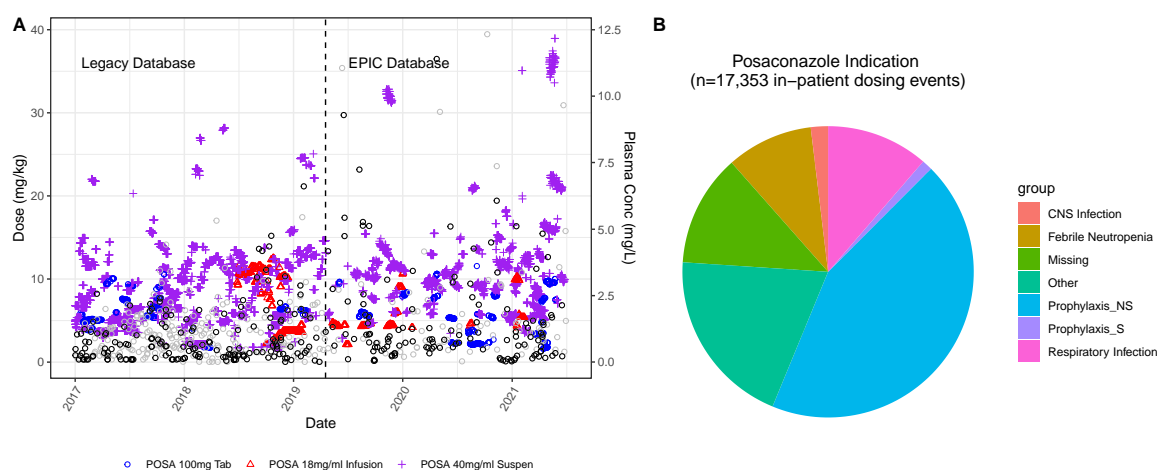 A
40
30
20
10
0
Dose (mg/kg)
Legacy Database
EPIC Database
12.5
10.0
7.5
5.0
2.5
0.0
Plasma Conc (mg/L)
2017
2018
2019
2020
2021
Date
POSA 100mg Tab
POSA 18mg/ml Infusion
POSA 40mg/ml Suspen
B
Posaconazole Indication
(n=17,353 in−patient dosing events)
group
CNS Infection
Febrile Neutropenia
Missing
Other
Prophylaxis_NS
Prophylaxis_S
Respiratory Infection